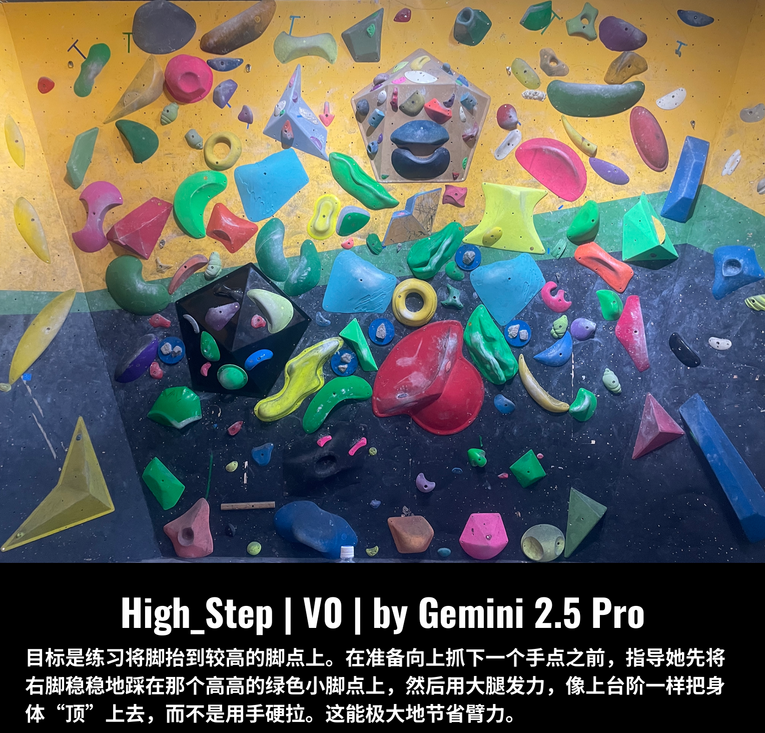 High_Step | V0 | by Gemini 2.5 Pro
目标是练习将脚抬到较高的脚点上。在准备向上抓下一个手点之前，指导她先将
右脚稳稳地踩在那个高高的绿色小脚点上，然后用大腿发力，像上台阶一样把身
体“顶”上去，而不是用手硬拉。这能极大地节省臂力。